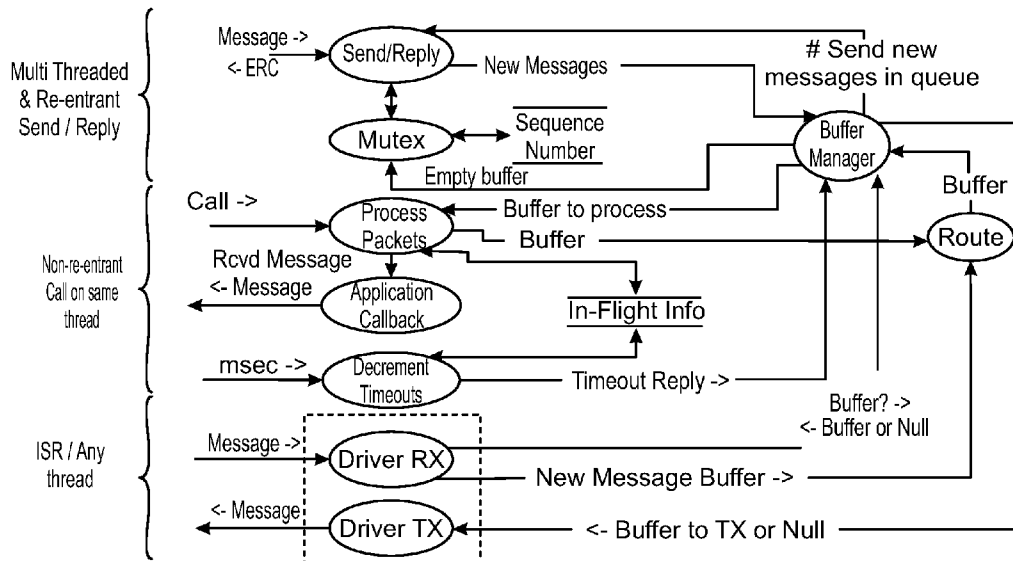 Message ->
<- ERC
Send/Reply
New Messages
# Send new
messages in queue
Multi Threaded
& Re-entrant
Send / Reply
Mutex
Sequence
Number
Buffer
Manager
Empty buffer
Buffer
Call ->
Process
Packets
Buffer to process
Buffer
Route
Non-re-entrant
Call on same
thread
Rcvd Message
<- Message
Application
Callback
In-Flight Info
msec ->
Decrement
Timeouts
Timeout Reply ->
Buffer? ->
<- Buffer or Null
ISR / Any
thread
Message ->
Driver RX
New Message Buffer ->
<- Message
Driver TX
<- Buffer to TX or Null